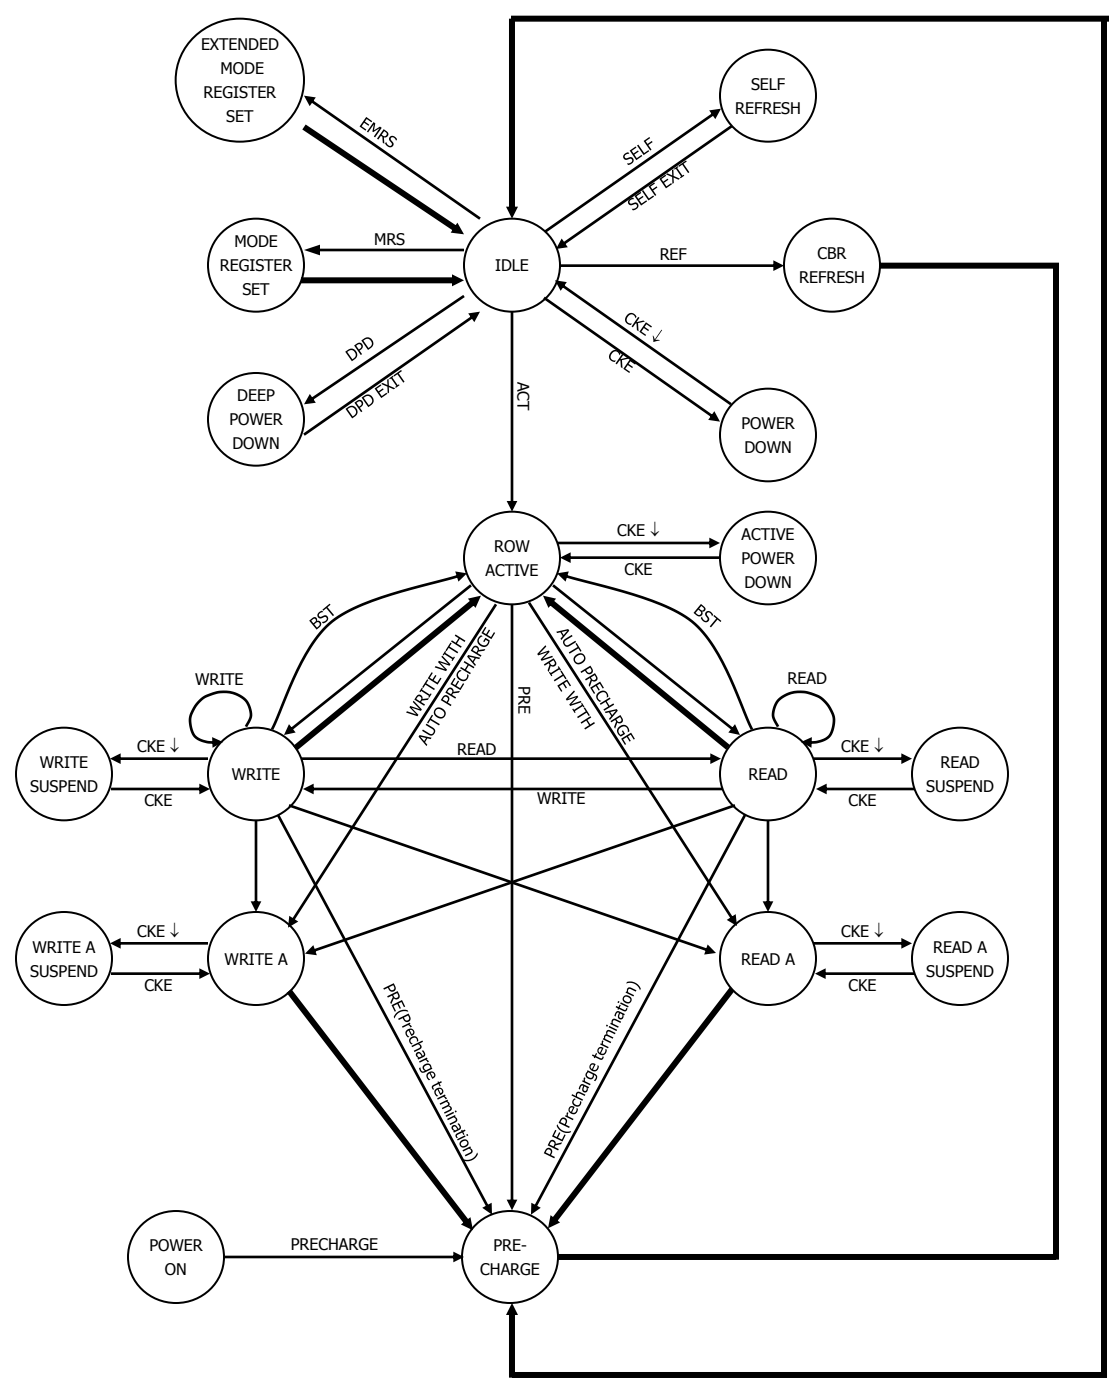 EXTENDED
MODE
REGISTER
SET
EMRS
SELF
REFRESH
SELF
SELF EXIT
MODE
REGISTER
SET
MRS
IDLE
REF
CBR
REFRESH
DPD
DPD EXIT
CKE ↓
CKE
DEEP
POWER
DOWN
ACT
POWER
DOWN
ROW
ACTIVE
CKE ↓
CKE
ACTIVE
POWER
DOWN
BST
WRITE WITH
AUTO PRECHARGE
PRE
AUTO PRECHARGE
WRITE WITH
BST
WRITE
READ
WRITE
SUSPEND
CKE ↓
CKE
WRITE
READ
WRITE
READ
CKE ↓
CKE
READ
SUSPEND
WRITE A
SUSPEND
CKE ↓
CKE
WRITE A
READ A
CKE ↓
CKE
READ A
SUSPEND
PRE(Precharge termination)
PRE(Precharge termination)
POWER
ON
PRECHARGE
PRE-
CHARGE